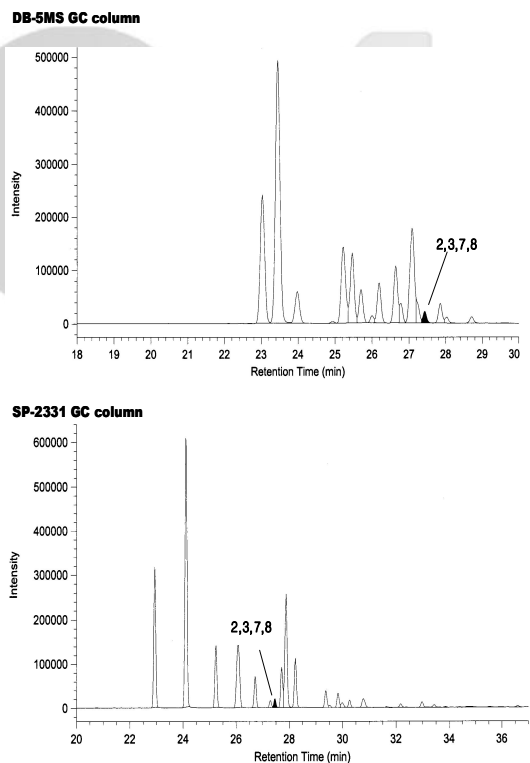 DB-5MS GC column
500000
400000
300000
200000
100000
0
Intensity
2,3,7,8
18 19 20 21 22 23 24 25 26 27 28 29 30
Retention Time (min)
SP-2331 GC column
600000
500000
400000
300000
200000
100000
0
Intensity
2,3,7,8
20 22 24 26 28 30 32 34 36
Retention Time (min)